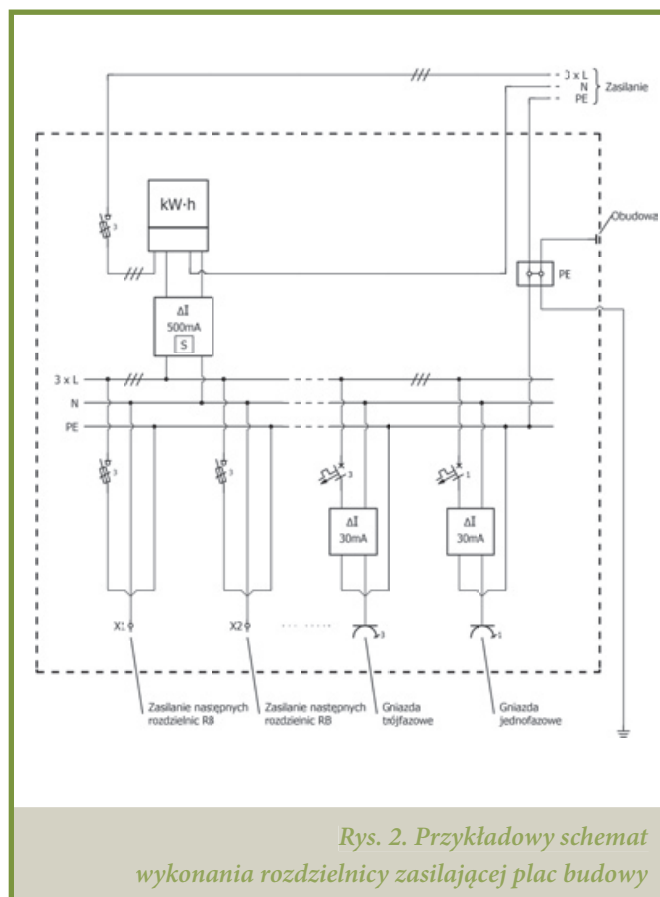 3 x L
N
PE
Zasilanie
kW·h
3
Obudowa
PE
ΔI
500mA
S
3 x L
N
PE
3
3
3
1
ΔI
30mA
ΔI
30mA
X1
X2
3
1
Zasilanie następnych
rozdzielnic RB
Zasilanie następnych
rozdzielnic RB
Gniazda
trójfazowe
Gniazda
jednofazowe
Rys. 2. Przykładowy schemat
wykonania rozdzielnicy zasilającej plac budowy